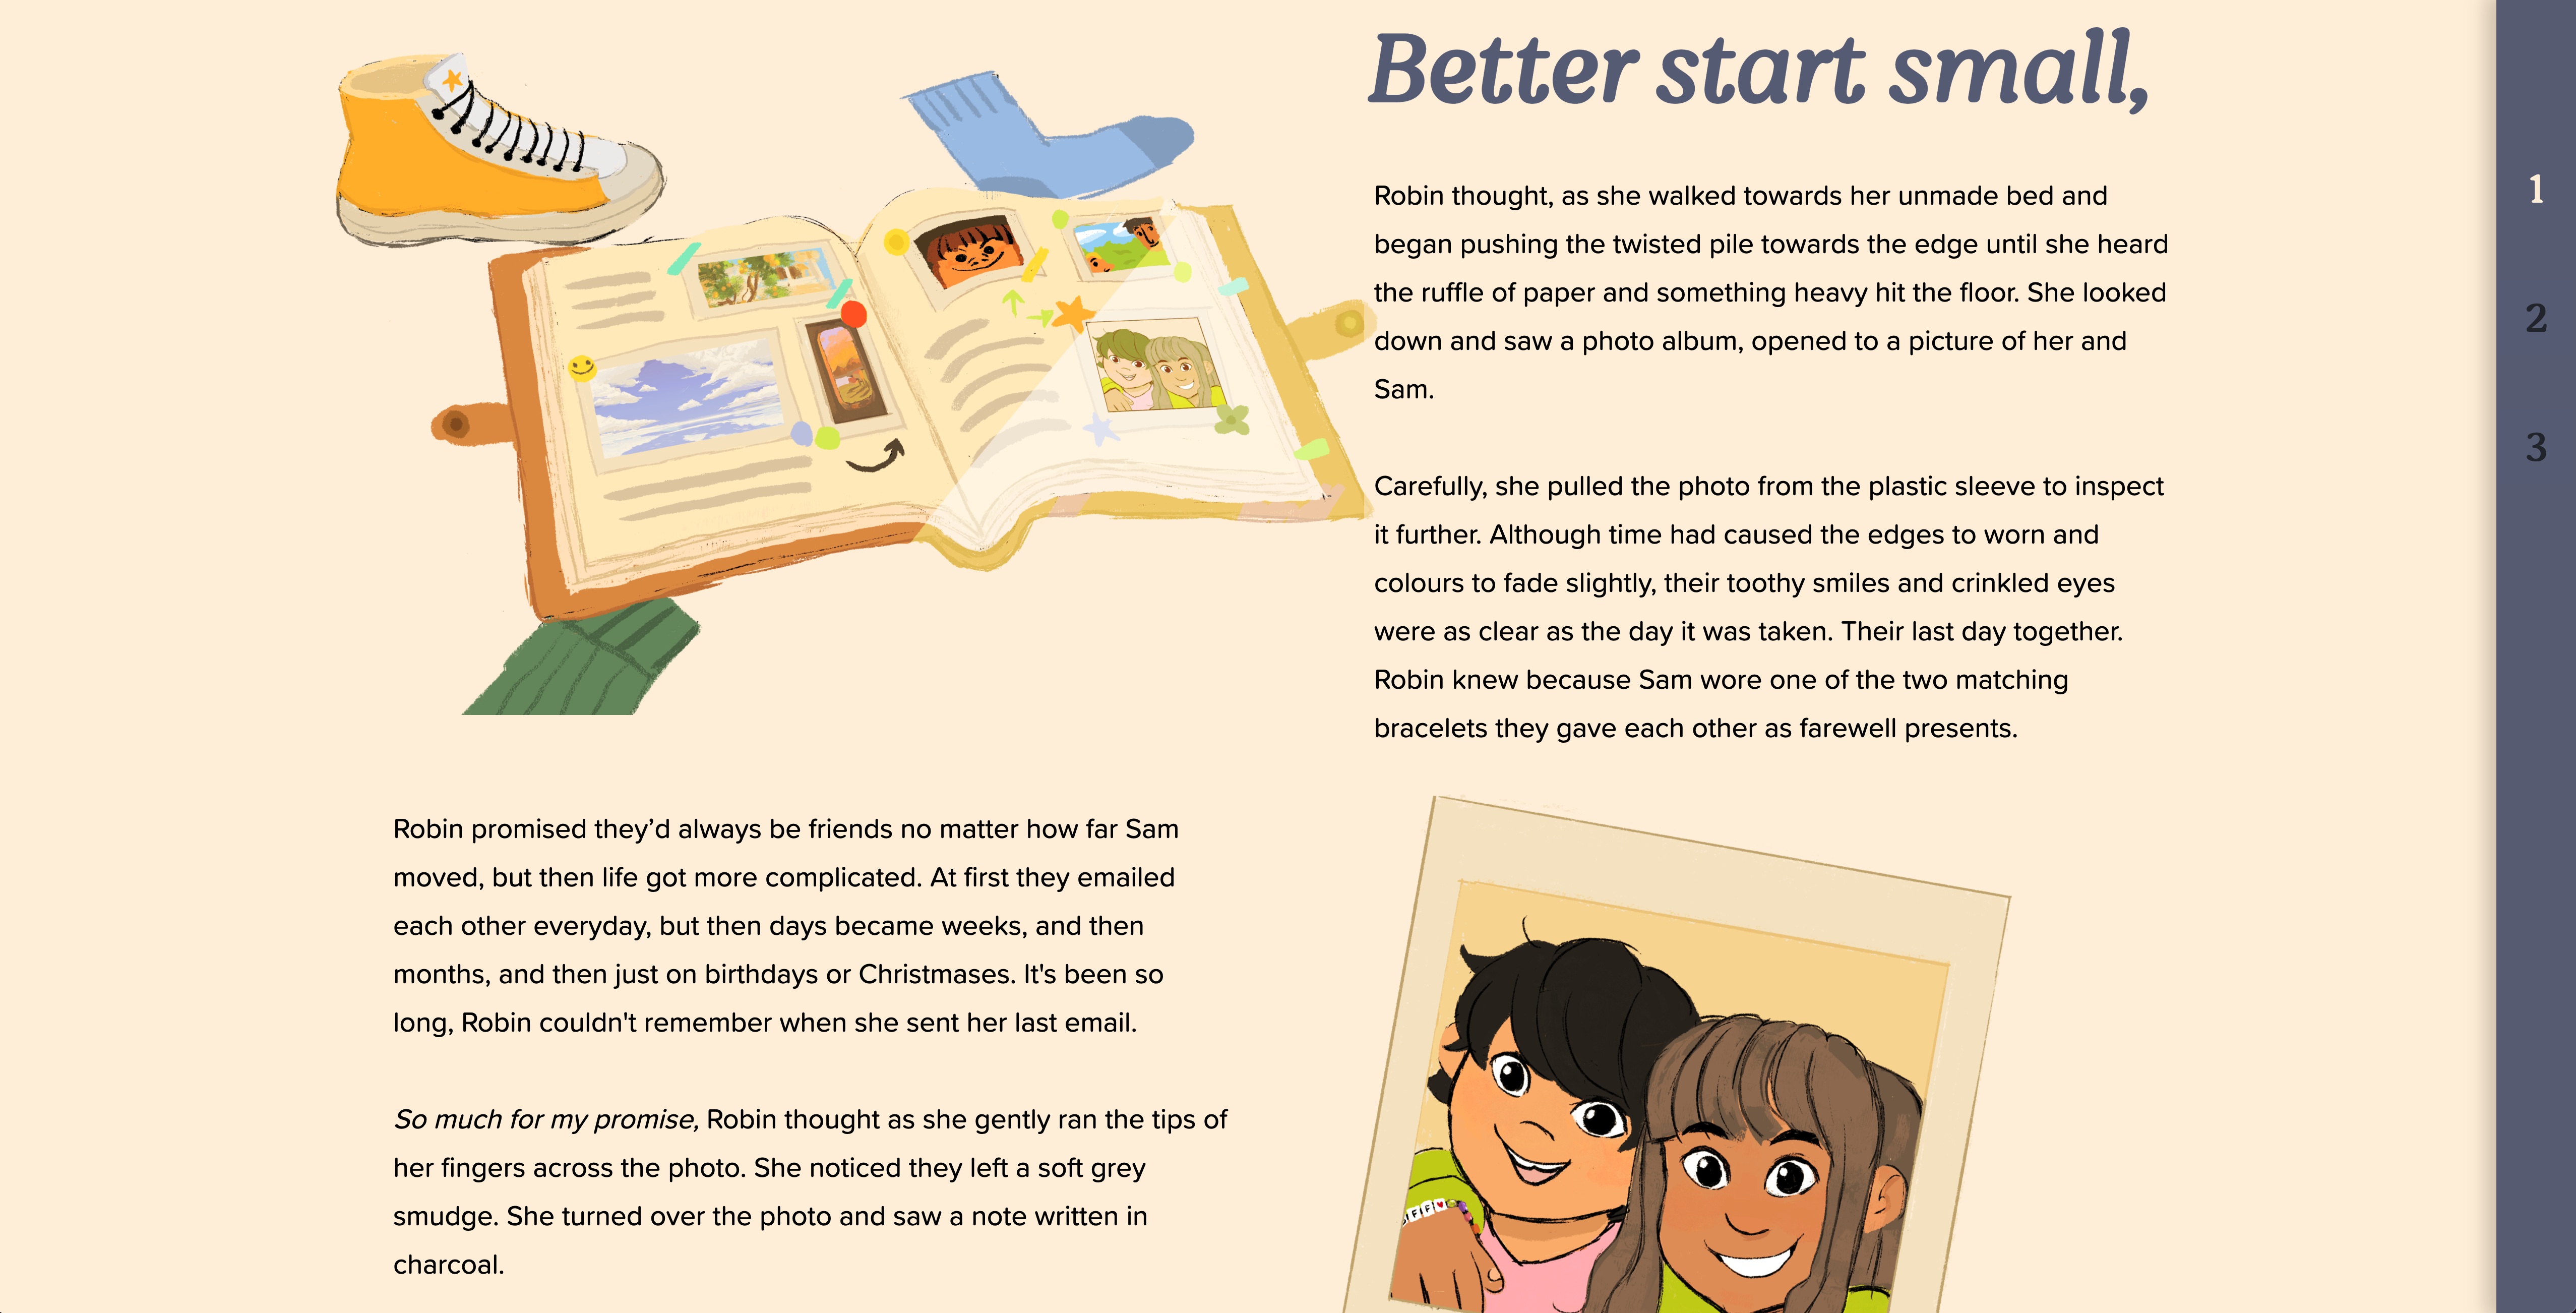 Better start small,
Robin thought, as she walked towards her unmade bed and
began pushing the twisted pile towards the edge until she heard
the ruffle of paper and something heavy hit the floor. She looked
down and saw a photo album, opened to a picture of her and
Sam.
Carefully, she pulled the photo from the plastic sleeve to inspect
it further. Although time had caused the edges to worn and
colours to fade slightly, their toothy smiles and crinkled eyes
were as clear as the day it was taken. Their last day together.
Robin knew because Sam wore one of the two matching
bracelets they gave each other as farewell presents.
Robin promised they’d always be friends no matter how far Sam
moved, but then life got more complicated. At first they emailed
each other everyday, but then days became weeks, and then
months, and then just on birthdays or Christmases. It's been so
long, Robin couldn't remember when she sent her last email.
So much for my promise, Robin thought as she gently ran the tips of
her fingers across the photo. She noticed they left a soft grey
smudge. She turned over the photo and saw a note written in
charcoal.
FF
1
2
3